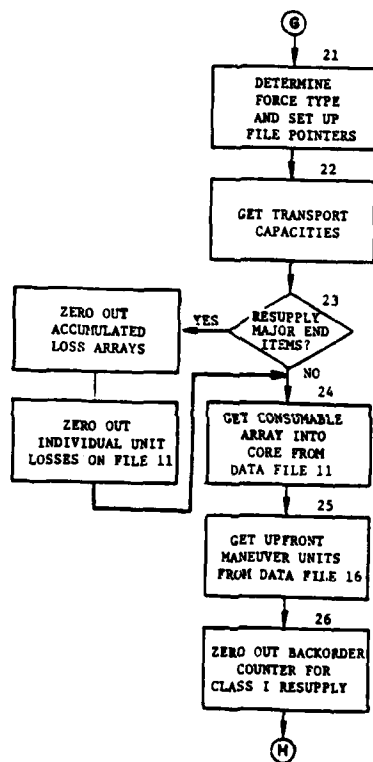 G
21
DETERMINE
FORCE TYPE
AND SET UP
FILE POINTERS
22
GET TRANSPORT
CAPACITIES
23
RESUPPLY
MAJOR END
ITEMS?
YES
NO
ZERO OUT
ACCUMULATED
LOSS ARRAYS
ZERO OUT
INDIVIDUAL UNIT
LOSSES ON FILE 11
24
GET CONSUMABLE
ARRAY INTO
CORE FROM
DATA FILE 11
25
GET UPFRONT
MANEUVER UNITS
FROM DATA FILE 16
26
ZERO OUT BACKORDER
COUNTER FOR
CLASS I RESUPPLY
H